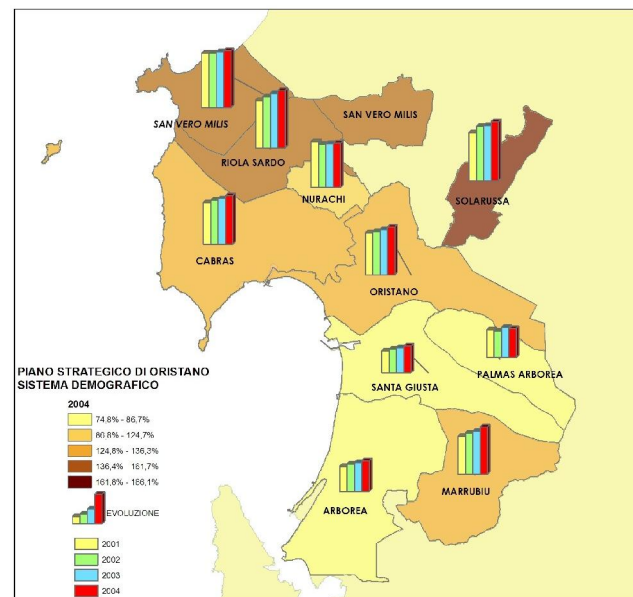 SAN VERO MILIS
SAN VERO MILIS
RIOLA SARDO
NURACHI
SOLARUSSA
CABRAS
ORISTANO
PALMAS ARBOREA
SANTA GIUSTA
MARRUBIU
ARBOREA
PIANO STRATEGICO DI ORISTANO
SISTEMA DEMOGRAFICO
2004
74,8% - 86,7%
86,8% - 124,7%
124,8% - 136,3%
136,4% 161,7%
161,8% - 166,1%
EVOLUZIONE
2001
2002
2003
2004